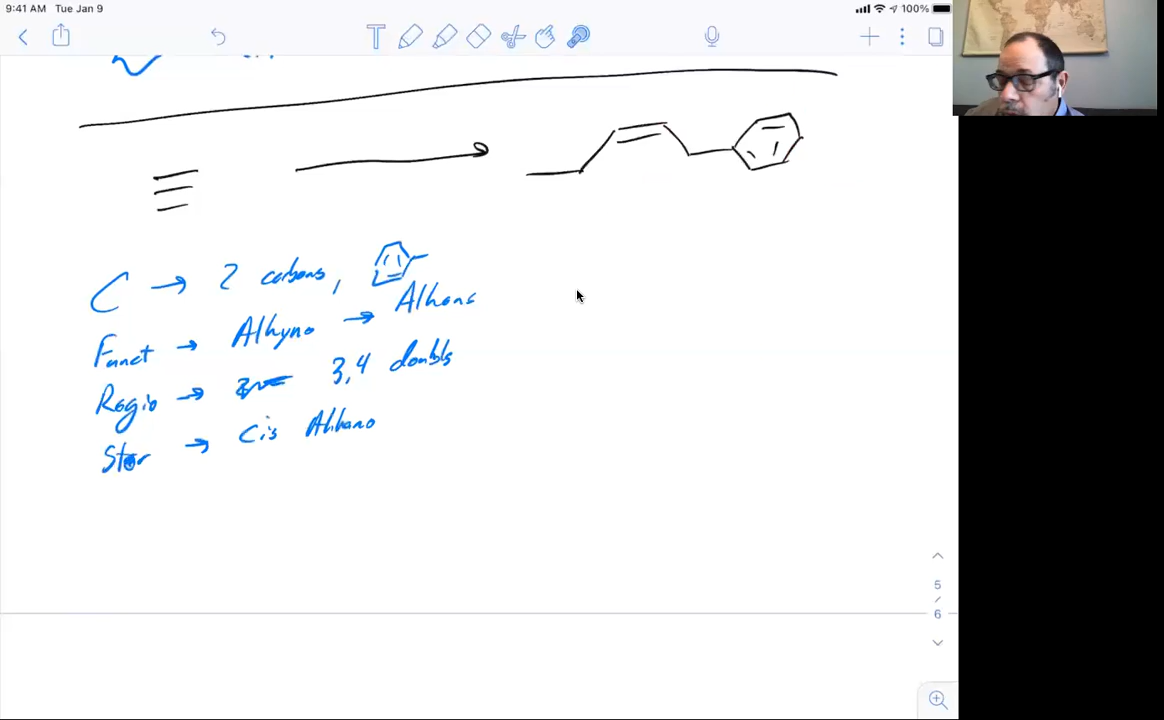 9:41 AM Tue Jan 9
100%
C → 2 carbons,
Funct → Alkyne → Alkene
Regio → 3,4 double
Ster → cis Alkane
5
/
6